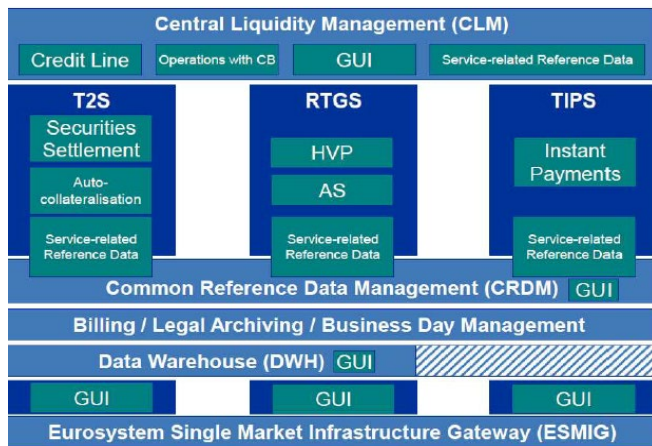 Central Liquidity Management (CLM)
Credit Line
Operations with CB
GUI
Service-related Reference Data
T2S
Securities
Settlement
Auto-
collateralisation
Service-related
Reference Data
RTGS
HVP
AS
Service-related
Reference Data
TIPS
Instant
Payments
Service-related
Reference Data
Common Reference Data Management (CRDM)
GUI
Billing / Legal Archiving / Business Day Management
Data Warehouse (DWH)
GUI
GUI
GUI
GUI
Eurosystem Single Market Infrastructure Gateway (ESMIG)